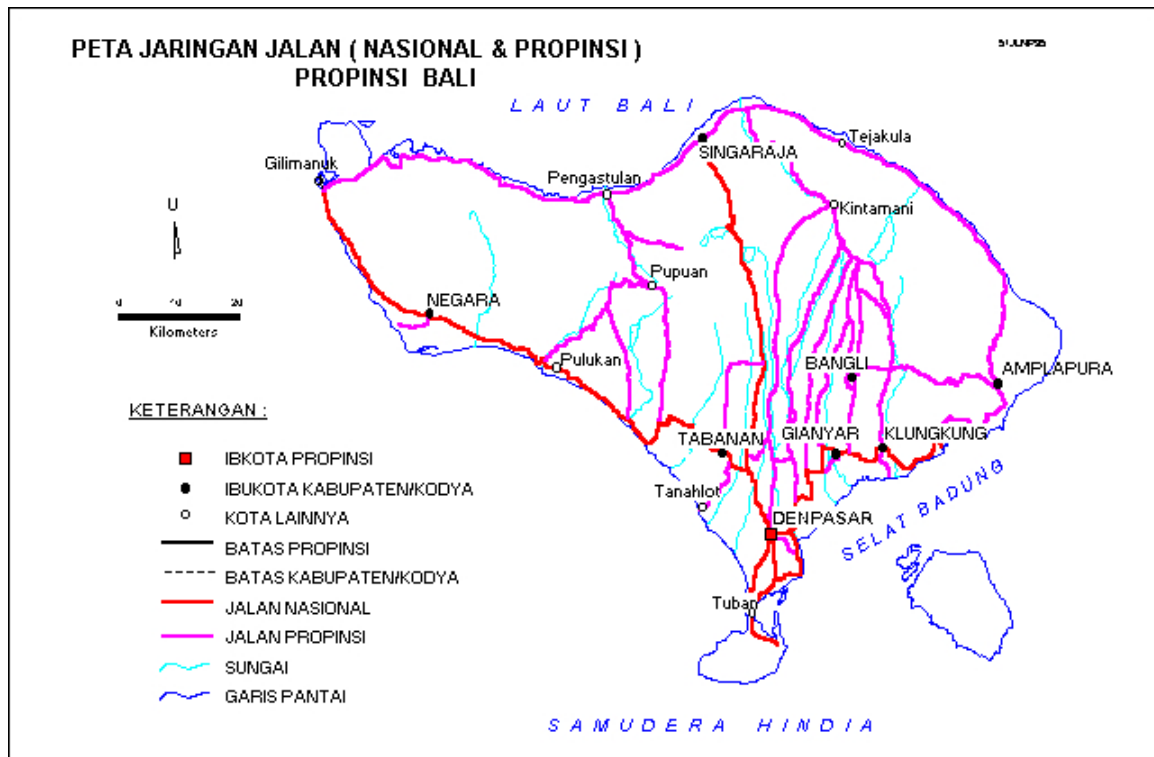 PETA JARINGAN JALAN ( NASIONAL & PROPINSI )
PROPINSI BALI
LAUT BALI
Tejakula
SINGARAJA
Gilimanuk
Pengastulan
U
Kintamani
Pupuan
NEGARA
0 20
Kilometers
Pulukan
BANGLI
AMPLAPURA
KETERANGAN :
TABANAN
GIANYAR
KLUNGKUNG
IBKOTA PROPINSI
IBUKOTA KABUPATEN/KODYA
Tanahlot
KOTA LAINNYA
DENPASAR
SELAT BADUNG
BATAS PROPINSI
BATAS KABUPATEN/KODYA
JALAN NASIONAL
Tuban
JALAN PROPINSI
SUNGAI
GARIS PANTAI
SAMUDERA HINDIA